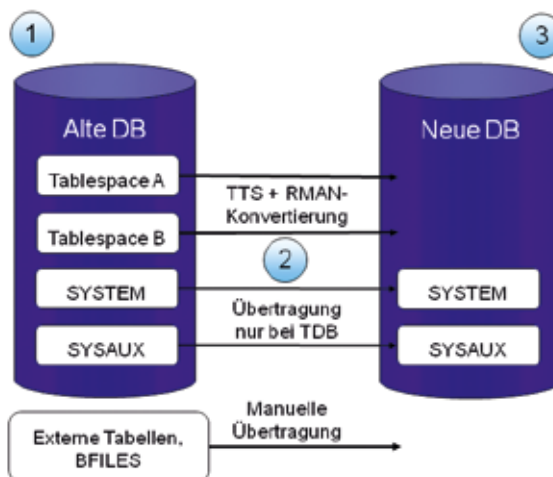 1
3
Alte DB
Neue DB
Tablespace A
TTS + RMAN-
Konvertierung
Tablespace B
2
SYSTEM
SYSTEM
Übertragung
nur bei TDB
SYSAUX
SYSAUX
Manuelle
Übertragung
Externe Tabellen,
BFILES